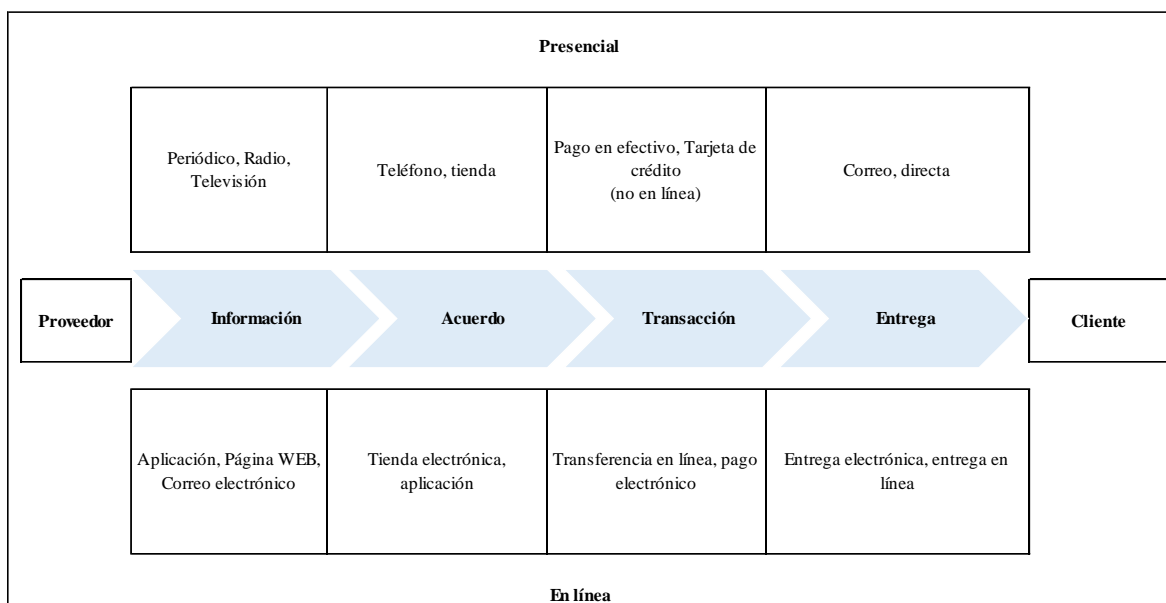 Presencial
Periódico, Radio,
Televisión
Teléfono, tienda
Pago en efectivo, Tarjeta de
crédito
(no en línea)
Correo, directa
Proveedor
Información
Acuerdo
Transacción
Entrega
Cliente
Aplicación, Página WEB,
Correo electrónico
Tienda electrónica,
aplicación
Transferencia en línea, pago
electrónico
Entrega electrónica, entrega en
línea
En línea